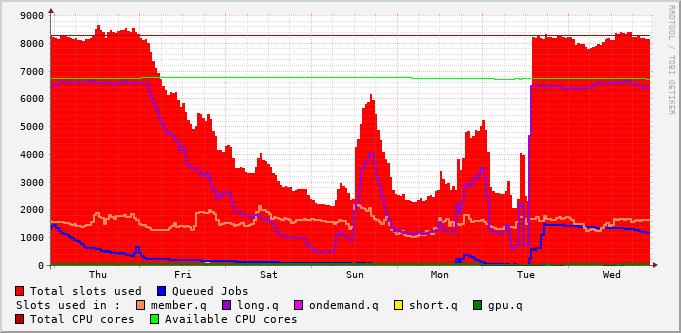 9000
8000
7000
6000
5000
4000
3000
2000
1000
0
Thu Fri Sat Sun Mon Tue Wed
RRDTOOL / TOBI OETIKER
Total slots used Queued Jobs
Slots used in : member.q long.q ondemand.q short.q gpu.q
Total CPU cores Available CPU cores